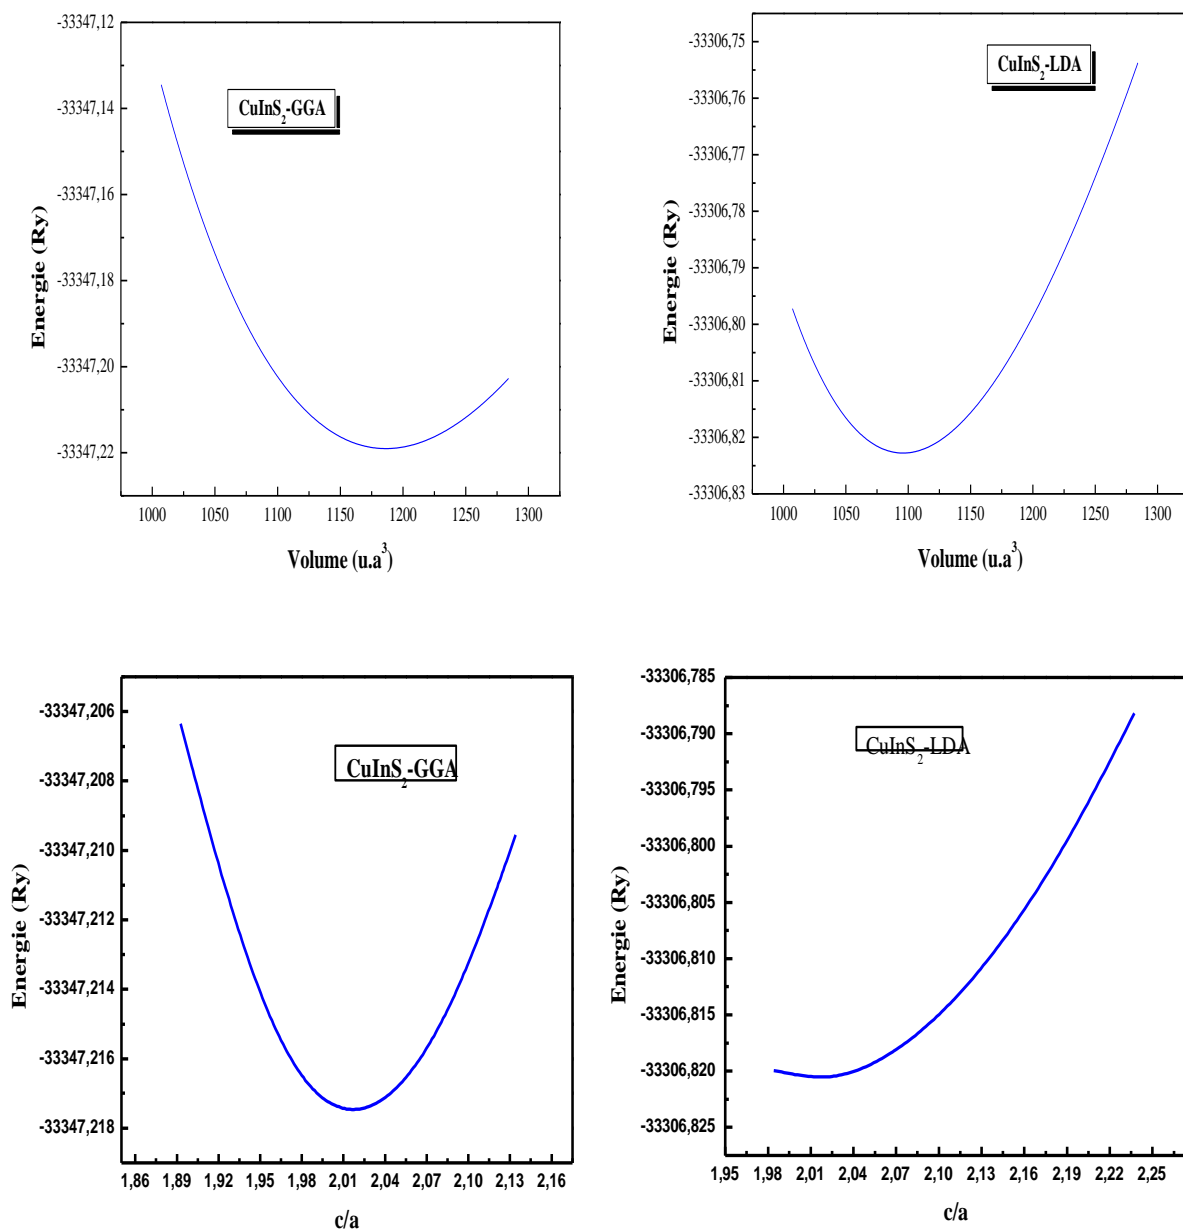 -33347,12
-33347,14
-33347,16
-33347,18
-33347,20
-33347,22
Energie (Ry)
CuInS2-GGA
1000 1050 1100 1150 1200 1250 1300
Volume (u.a3)
-33306,75
-33306,76
-33306,77
-33306,78
-33306,79
-33306,80
-33306,81
-33306,82
-33306,83
Energie (Ry)
CuInS2-LDA
1000 1050 1100 1150 1200 1250 1300
Volume (u.a3)
-33347,206
-33347,208
-33347,210
-33347,212
-33347,214
-33347,216
-33347,218
Energie (Ry)
CuInS2-GGA
1,86 1,89 1,92 1,95 1,98 2,01 2,04 2,07 2,10 2,13 2,16
c/a
-33306,785
-33306,790
-33306,795
-33306,800
-33306,805
-33306,810
-33306,815
-33306,820
-33306,825
Energie (Ry)
CuInS2-LDA
1,95 1,98 2,01 2,04 2,07 2,10 2,13 2,16 2,19 2,22 2,25
c/a